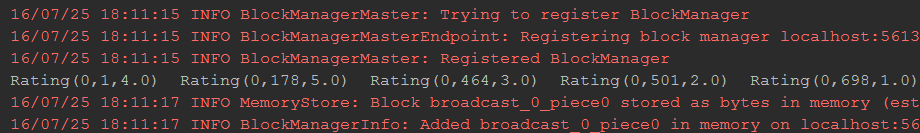 16/07/25 18:11:15 INFO BlockManagerMaster: Trying to register BlockManager
16/07/25 18:11:15 INFO BlockManagerMasterEndpoint: Registering block manager localhost:5613
16/07/25 18:11:15 INFO BlockManagerMaster: Registered BlockManager
Rating(0,1,4.0) Rating(0,178,5.0) Rating(0,464,3.0) Rating(0,501,2.0) Rating(0,698,1.0)
16/07/25 18:11:17 INFO MemoryStore: Block broadcast_0_piece0 stored as bytes in memory (est
16/07/25 18:11:17 INFO BlockManagerInfo: Added broadcast_0_piece0 in memory on localhost:56